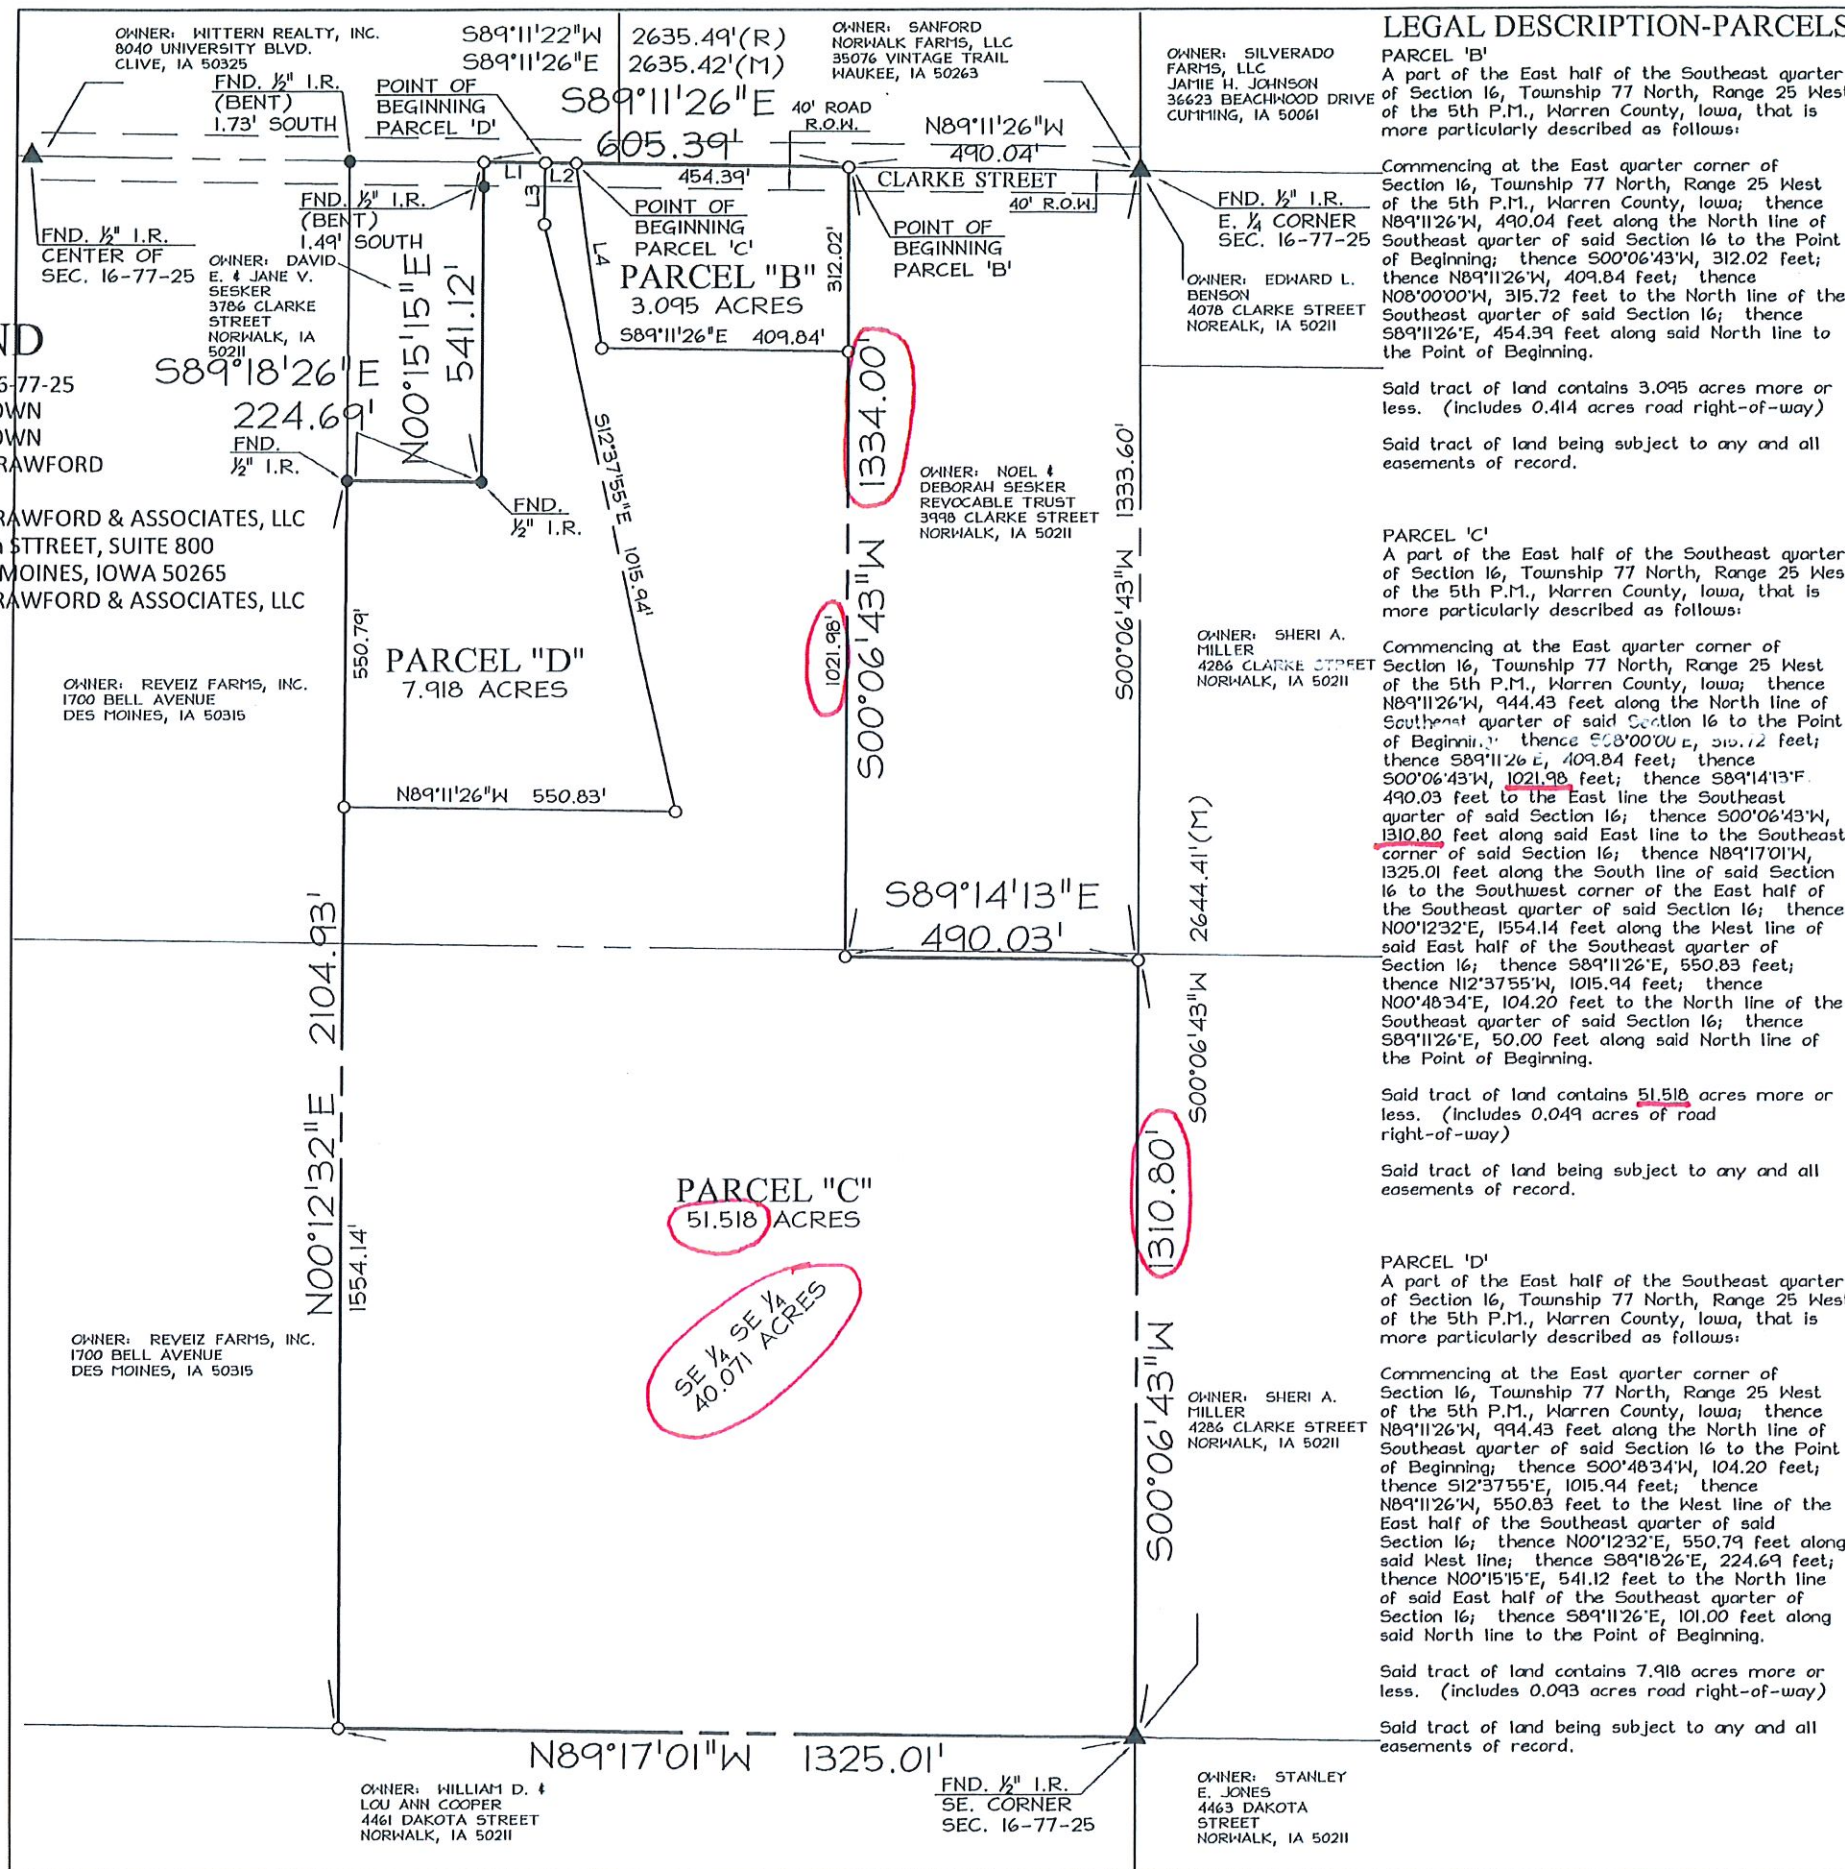 OWNER: WITTERN REALTY, INC.
8040 UNIVERSITY BLVD.
CLIVE, IA 50325
FND. ½" I.R.
(BENT)
1.73' SOUTH
S89°11'22"W 2635.49'(R)
S89°11'26"E 2635.42'(M)
POINT OF
BEGINNING
PARCEL 'D'
S89°11'26"E
605.39'
OWNER: SANFORD
NORWALK FARMS, LLC
35076 VINTAGE TRAIL
WAUKEE, IA 50263
40' ROAD
R.O.W.
N89°11'26"W
490.04'
OWNER: SILVERADO
FARMS, LLC
JAMIE H. JOHNSON
36623 BEACHWOOD DRIVE
CUMMING, IA 50061
L1
L2
L3
L4
454.39'
CLARKE STREET
40' R.O.W.
FND. ½" I.R.
CENTER OF
SEC. 16-77-25
FND. ½" I.R.
(BENT)
1.49' SOUTH
POINT OF
BEGINNING
PARCEL 'C'
POINT OF
BEGINNING
PARCEL 'B'
FND. ½" I.R.
E. ¼ CORNER
SEC. 16-77-25
OWNER: DAVID
E. & JANE V.
SESKER
3786 CLARKE
STREET
NORWALK, IA
50211
N00°15'15"E
541.12'
PARCEL "B"
3.095 ACRES
312.02'
S89°11'26"E 409.84'
OWNER: EDWARD L.
BENSON
4078 CLARKE STREET
NOREALK, IA 50211
ND
6-77-25
OWN
OWN
RAWFORD
RAWFORD & ASSOCIATES, LLC
STTREET, SUITE 800
MOINES, IOWA 50265
RAWFORD & ASSOCIATES, LLC
S89°18'26"E
224.69'
FND.
½" I.R.
FND.
½" I.R.
S12°37'55"E 1015.94'
1334.00'
S00°06'43"W
1021.98'
OWNER: NOEL &
DEBORAH SESKER
REVOCABLE TRUST
3998 CLARKE STREET
NORWALK, IA 50211
S00°06'43"W 1333.60'
550.79'
PARCEL "D"
7.918 ACRES
OWNER: REVEIZ FARMS, INC.
1700 BELL AVENUE
DES MOINES, IA 50315
OWNER: SHERI A.
MILLER
4286 CLARKE STREET
NORWALK, IA 50211
N89°11'26"W 550.83'
S89°14'13"E
490.03'
S00°06'43"W 2644.41'(M)
N00°12'32"E 2104.93'
1554.14'
PARCEL "C"
51.518 ACRES
SE ¼ SE ¼
40.071 ACRES
1310.80'
S00°06'43"W
OWNER: REVEIZ FARMS, INC.
1700 BELL AVENUE
DES MOINES, IA 50315
OWNER: SHERI A.
MILLER
4286 CLARKE STREET
NORWALK, IA 50211
N89°17'01"W 1325.01'
OWNER: WILLIAM D. &
LOU ANN COOPER
4461 DAKOTA STREET
NORWALK, IA 50211
FND. ½" I.R.
SE. CORNER
SEC. 16-77-25
OWNER: STANLEY
E. JONES
4463 DAKOTA
STREET
NORWALK, IA 50211
LEGAL DESCRIPTION-PARCELS
PARCEL 'B'
A part of the East half of the Southeast quarter
of Section 16, Township 77 North, Range 25 West
of the 5th P.M., Warren County, Iowa, that is
more particularly described as follows:
Commencing at the East quarter corner of
Section 16, Township 77 North, Range 25 West
of the 5th P.M., Warren County, Iowa; thence
N89°11'26"W, 490.04 feet along the North line of
Southeast quarter of said Section 16 to the Point
of Beginning; thence S00°06'43"W, 312.02 feet;
thence N89°11'26"W, 409.84 feet; thence
N08°00'00"W, 315.72 feet to the North line of the
Southeast quarter of said Section 16; thence
S89°11'26"E, 454.39 feet along said North line to
the Point of Beginning.
Said tract of land contains 3.095 acres more or
less. (includes 0.414 acres road right-of-way)
Said tract of land being subject to any and all
easements of record.
PARCEL 'C'
A part of the East half of the Southeast quarter
of Section 16, Township 77 North, Range 25 Wes
of the 5th P.M., Warren County, Iowa, that is
more particularly described as follows:
Commencing at the East quarter corner of
Section 16, Township 77 North, Range 25 West
of the 5th P.M., Warren County, Iowa; thence
N89°11'26"W, 944.43 feet along the North line of
Southeast quarter of said Section 16 to the Point
of Beginning; thence S08°00'00"E, 315.72 feet;
thence S89°11'26"E, 409.84 feet; thence
S00°06'43"W, 1021.98 feet; thence S89°14'13"E
490.03 feet to the East line the Southeast
quarter of said Section 16; thence S00°06'43"W,
1310.80 feet along said East line to the Southeast
corner of said Section 16; thence N89°17'01"W,
1325.01 feet along the South line of said Section
16 to the Southwest corner of the East half of
the Southeast quarter of said Section 16; thence
N00°12'32"E, 1554.14 feet along the West line of
said East half of the Southeast quarter of
Section 16; thence S89°11'26"E, 550.83 feet;
thence N12°37'55"W, 1015.94 feet; thence
N00°48'34"E, 104.20 feet to the North line of the
Southeast quarter of said Section 16; thence
S89°11'26"E, 50.00 feet along said North line of
the Point of Beginning.
Said tract of land contains 51.518 acres more or
less. (includes 0.049 acres of road
right-of-way)
Said tract of land being subject to any and all
easements of record.
PARCEL 'D'
A part of the East half of the Southeast quarter
of Section 16, Township 77 North, Range 25 West
of the 5th P.M., Warren County, Iowa, that is
more particularly described as follows:
Commencing at the East quarter corner of
Section 16, Township 77 North, Range 25 West
of the 5th P.M., Warren County, Iowa; thence
N89°11'26"W, 994.43 feet along the North line of
Southeast quarter of said Section 16 to the Point
of Beginning; thence S00°48'34"W, 104.20 feet;
thence S12°37'55"E, 1015.94 feet; thence
N89°11'26"W, 550.83 feet to the West line of the
East half of the Southeast quarter of said
Section 16; thence N00°12'32"E, 550.79 feet along
said West line; thence S89°18'26"E, 224.69 feet;
thence N00°15'15"E, 541.12 feet to the North line
of said East half of the Southeast quarter of
Section 16; thence S89°11'26"E, 101.00 feet along
said North line to the Point of Beginning.
Said tract of land contains 7.918 acres more or
less. (includes 0.093 acres road right-of-way)
Said tract of land being subject to any and all
easements of record.